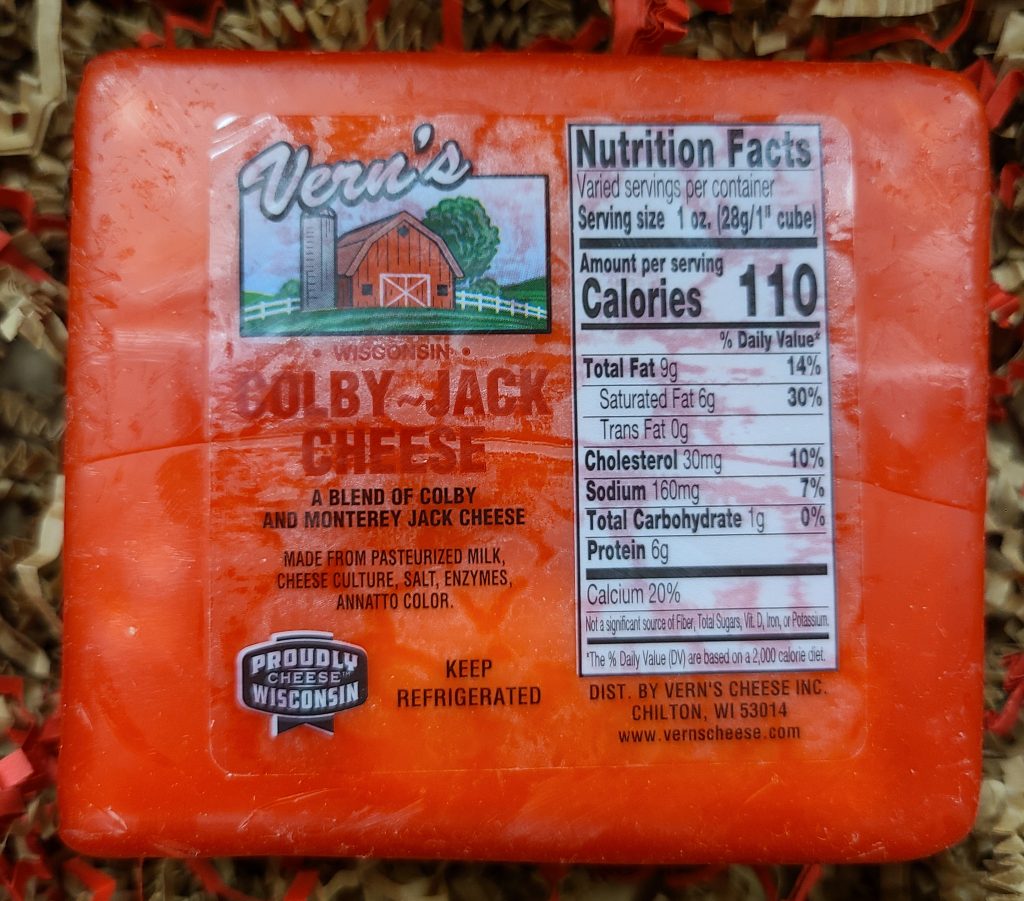 Vern's
• WISCONSIN •
COLBY~JACK
CHEESE
A BLEND OF COLBY
AND MONTEREY JACK CHEESE
MADE FROM PASTEURIZED MILK,
CHEESE CULTURE, SALT, ENZYMES,
ANNATTO COLOR.
PROUDLY
CHEESE™
WISCONSIN
KEEP
REFRIGERATED
Nutrition Facts
Varied servings per container
Serving size 1 oz. (28g/1" cube)
Amount per serving
Calories 110
% Daily Value*
Total Fat 9g 14%
Saturated Fat 6g 30%
Trans Fat 0g
Cholesterol 30mg 10%
Sodium 160mg 7%
Total Carbohydrate 1g 0%
Protein 6g
Calcium 20%
Not a significant source of Fiber, Total Sugars, Vit. D, Iron, or Potassium.
*The % Daily Value (DV) are based on a 2,000 calorie diet.
DIST. BY VERN'S CHEESE INC.
CHILTON, WI 53014
www.vernscheese.com